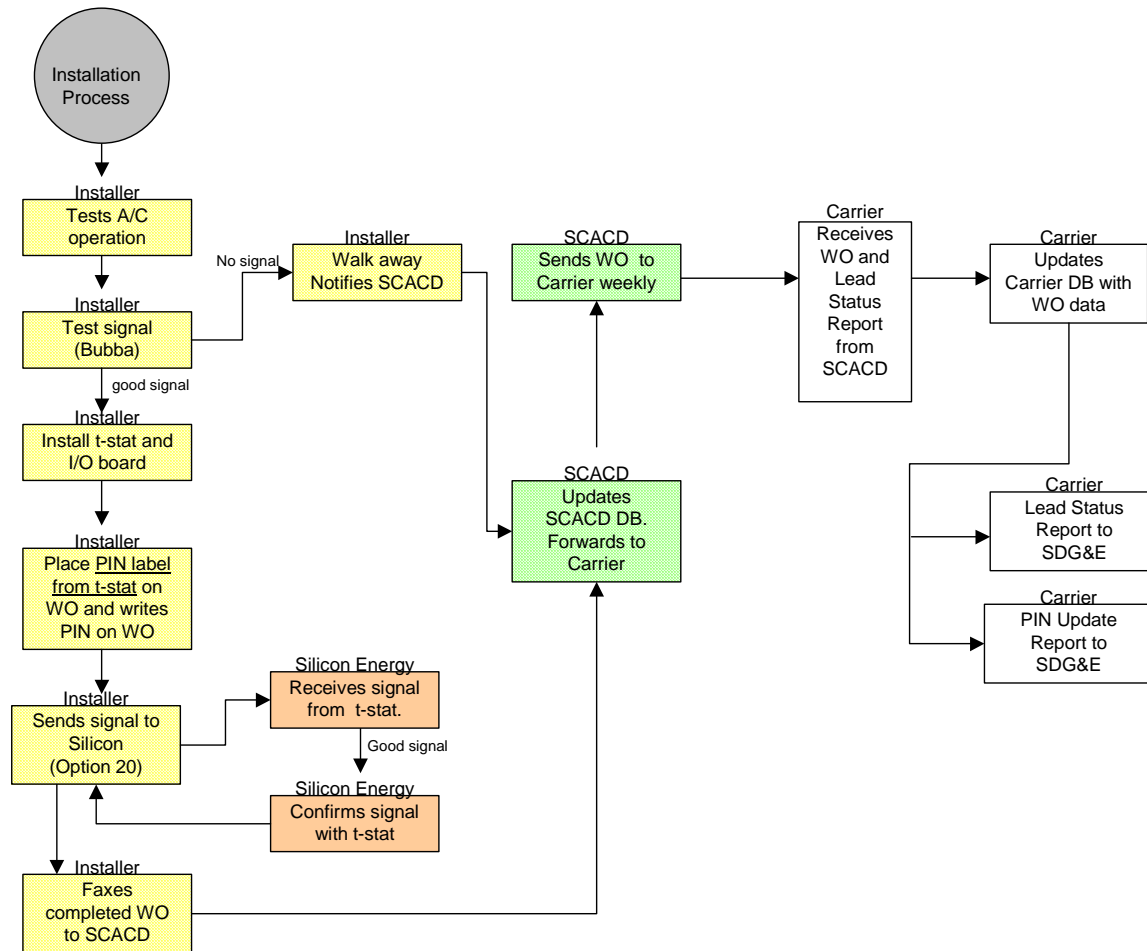 Installation
Process
Installer
Tests A/C
operation
Installer
Test signal
(Bubba)
No signal
good signal
Installer
Install t-stat and
I/O board
Place PIN label
from t-stat on
WO and writes
PIN on WO
Installer
Sends signal to
Silicon
(Option 20)
Installer
Faxes
completed WO
to SCACD
Installer
Walk away
Notifies SCACD
Silicon Energy
Receives signal
from t-stat.
Good signal
Silicon Energy
Confirms signal
with t-stat
SCACD
Sends WO to
Carrier weekly
SCACD
Updates
SCACD DB.
Forwards to
Carrier
Carrier
Receives
WO and
Lead
Status
Report
from
SCACD
Carrier
Updates
Carrier DB with
WO data
Carrier
Lead Status
Report to
SDG&E
Carrier
PIN Update
Report to
SDG&E